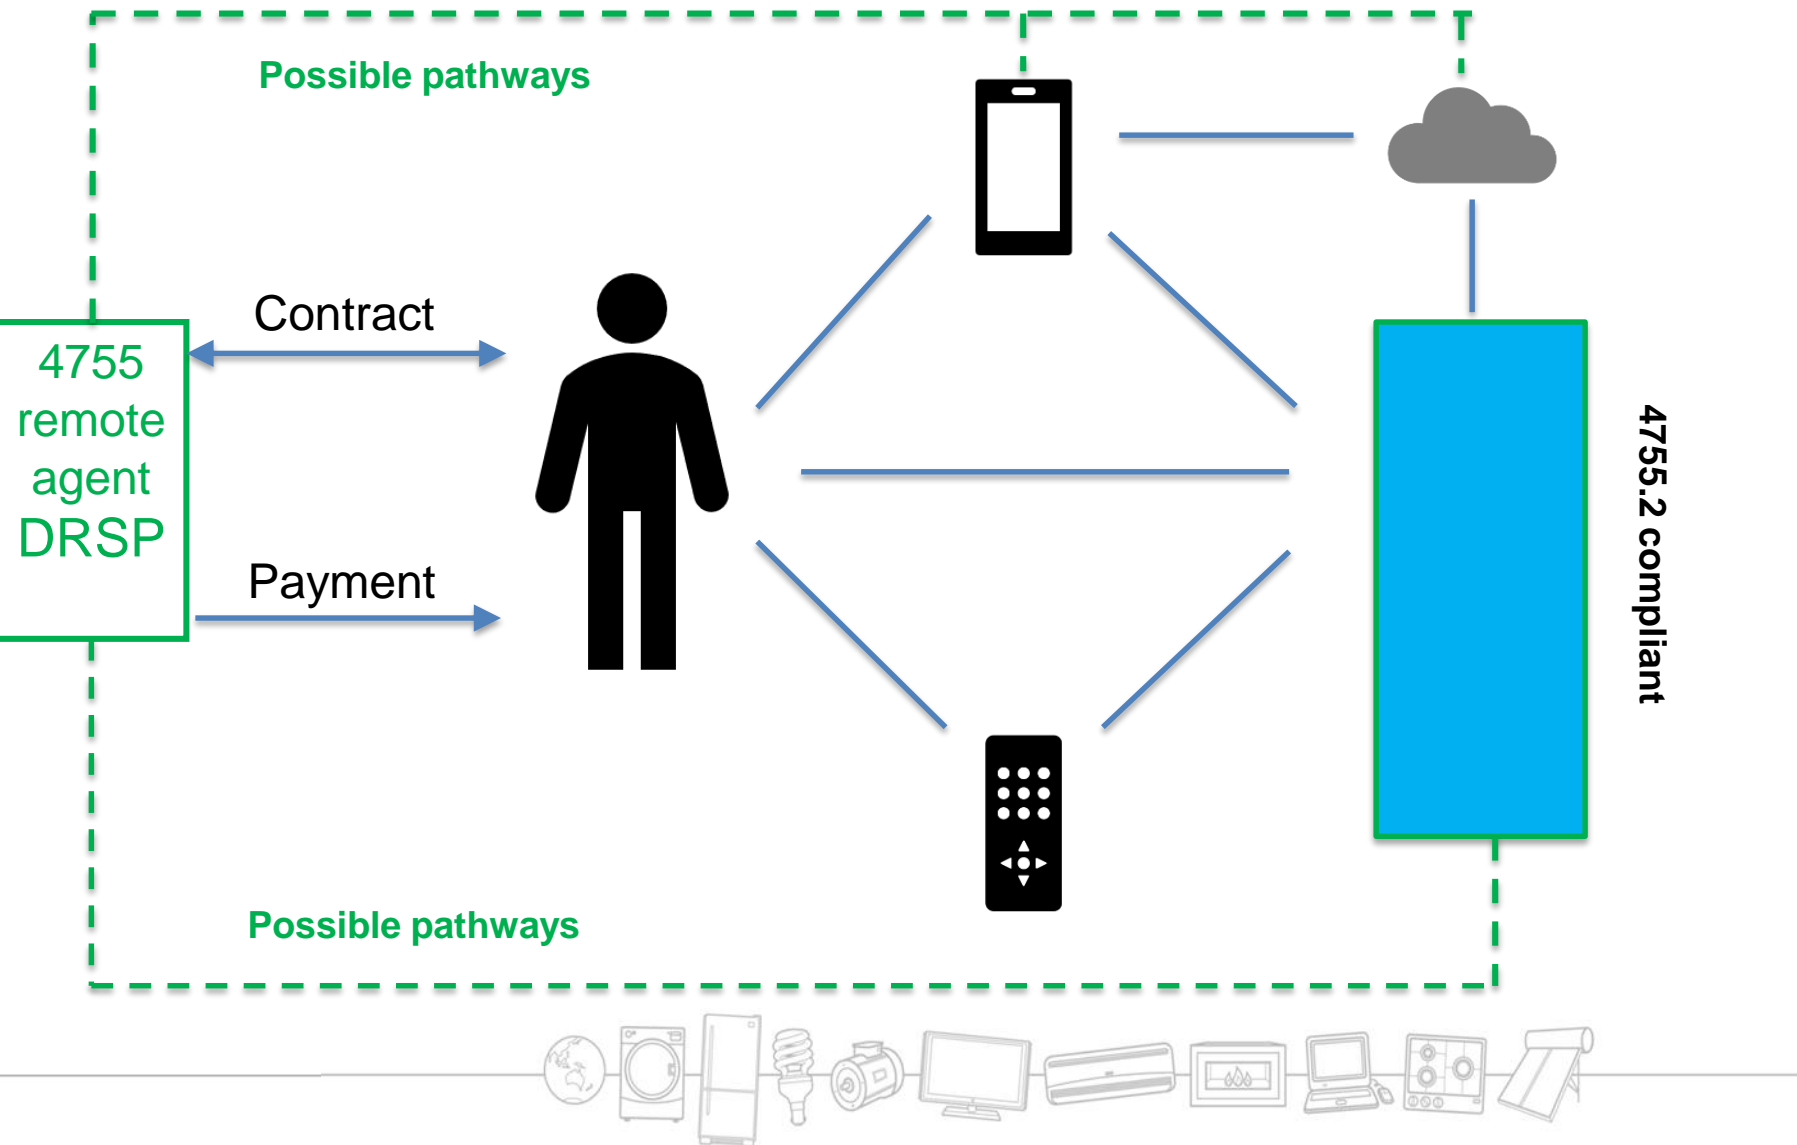 Possible pathways
Contract
4755
remote
agent
DRSP
Payment
4755.2 compliant
Possible pathways